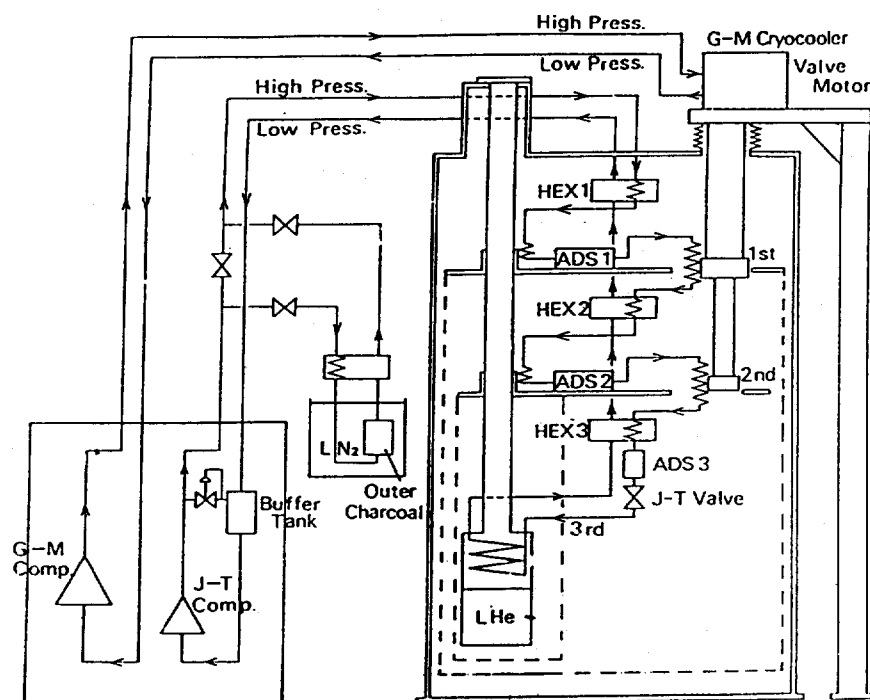 High Press.
Low Press.
G-M Cryocooler
Valve
Motor
High Press.
Low Press.
HEX1
ADS1
1st
HEX2
ADS2
2nd
HEX3
ADS3
J-T Valve
3rd
LN₂
Outer
Charcoal
Buffer
Tank
G-M
Comp.
J-T
Comp.
LHe